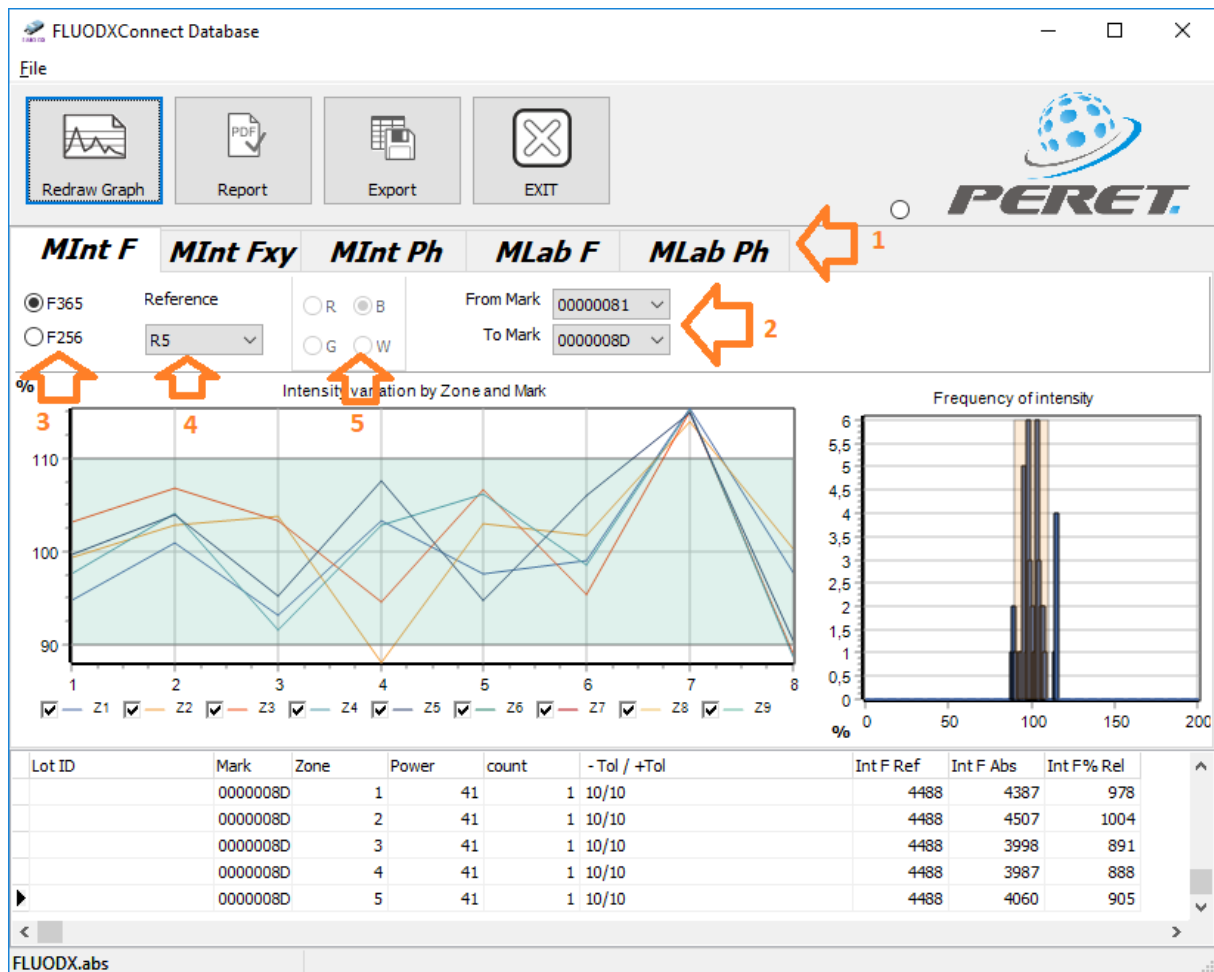 FLUODXConnect Database
File
Redraw Graph Report Export EXIT
PERET.
MInt F MInt Fxy MInt Ph MLab F MLab Ph 1
F365 Reference R B From Mark 00000081
F256 R5 G W To Mark 0000008D 2
3 4 5
% Intensity variation by Zone and Mark
110
100
90
1 2 3 4 5 6 7 8
Z1 Z2 Z3 Z4 Z5 Z6 Z7 Z8 Z9
Frequency of intensity
6
5,5
5
4,5
4
3,5
3
2,5
2
1,5
1
0,5
0
% 0 50 100 150 200
Lot ID Mark Zone Power count - Tol / +Tol Int F Ref Int F Abs Int F% Rel
0000008D 1 41 1 10/10 4488 4387 978
0000008D 2 41 1 10/10 4488 4507 1004
0000008D 3 41 1 10/10 4488 3998 891
0000008D 4 41 1 10/10 4488 3987 888
0000008D 5 41 1 10/10 4488 4060 905
FLUODX.abs